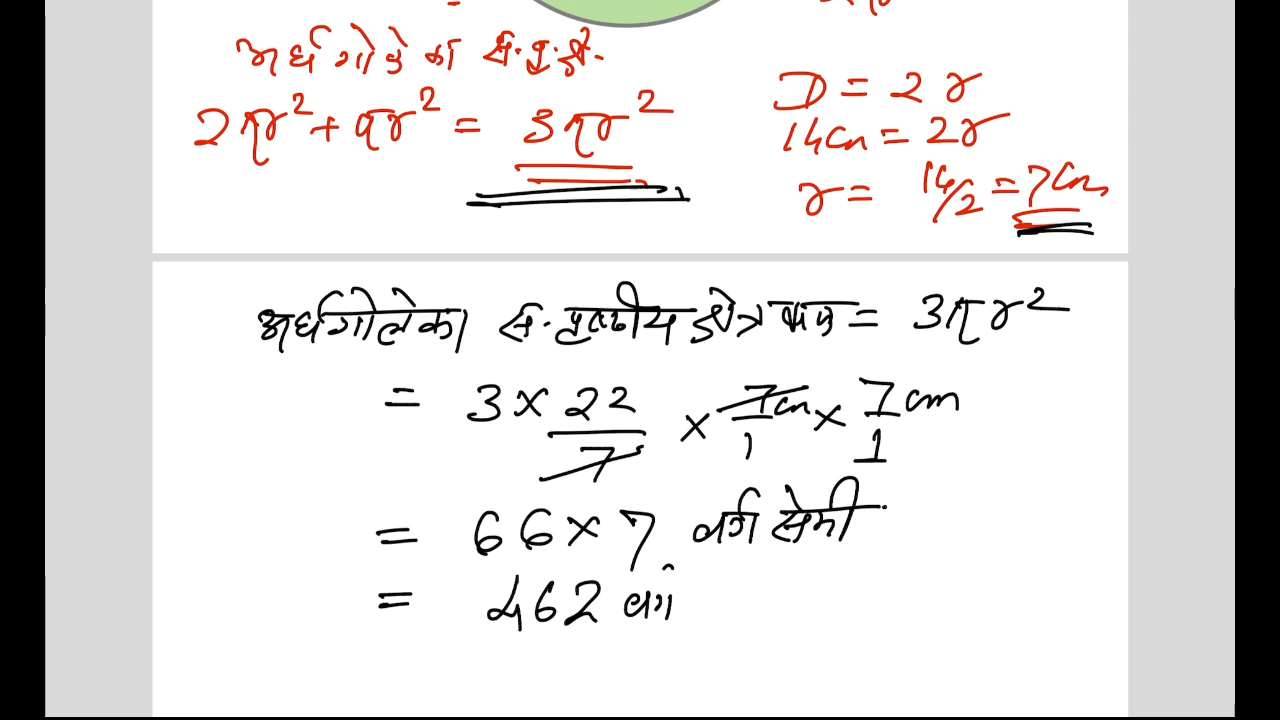 अर्धगोले का सं.पृ.क्षे.
2πr² + πr² = 3πr²
D = 2r
14cm = 2r
r = 14/2 = 7cm
अर्धगोले का सं. पृष्ठीय क्षेत्रफल = 3πr²
= 3 × 22/7 × 7cm/1 × 7cm/1
= 66 × 7 वर्ग सेमी
= 462 वर्ग